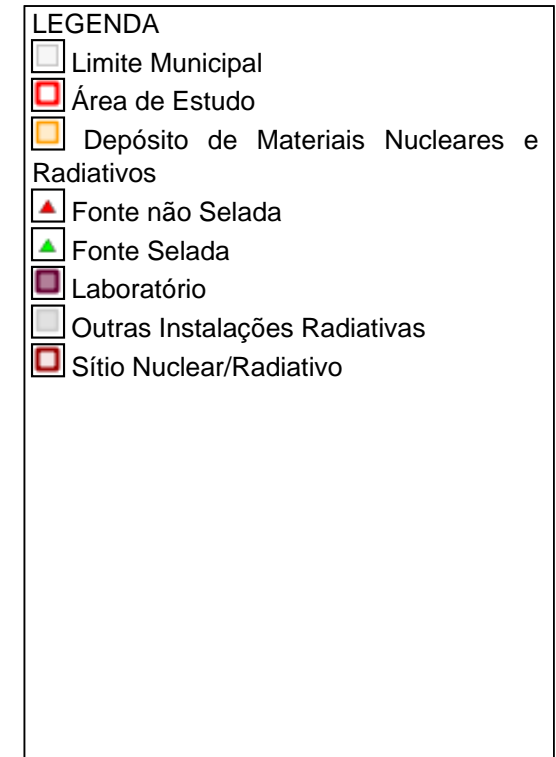 LEGENDA
Limite Municipal
Área de Estudo
Depósito de Materiais Nucleares e
Radiativos
Fonte não Selada
Fonte Selada
Laboratório
Outras Instalações Radiativas
Sítio Nuclear/Radiativo